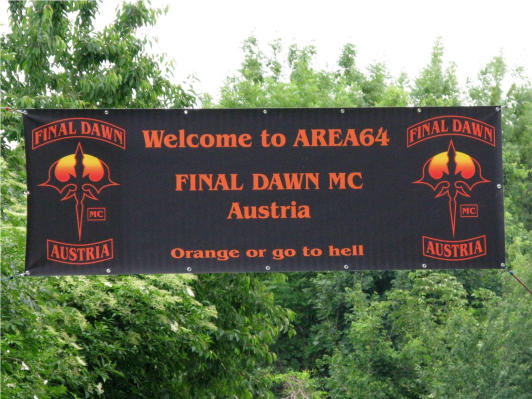 FINAL DAWN
MC
AUSTRIA
Welcome to AREA64
FINAL DAWN MC
Austria
Orange or go to hell
FINAL DAWN
MC
AUSTRIA